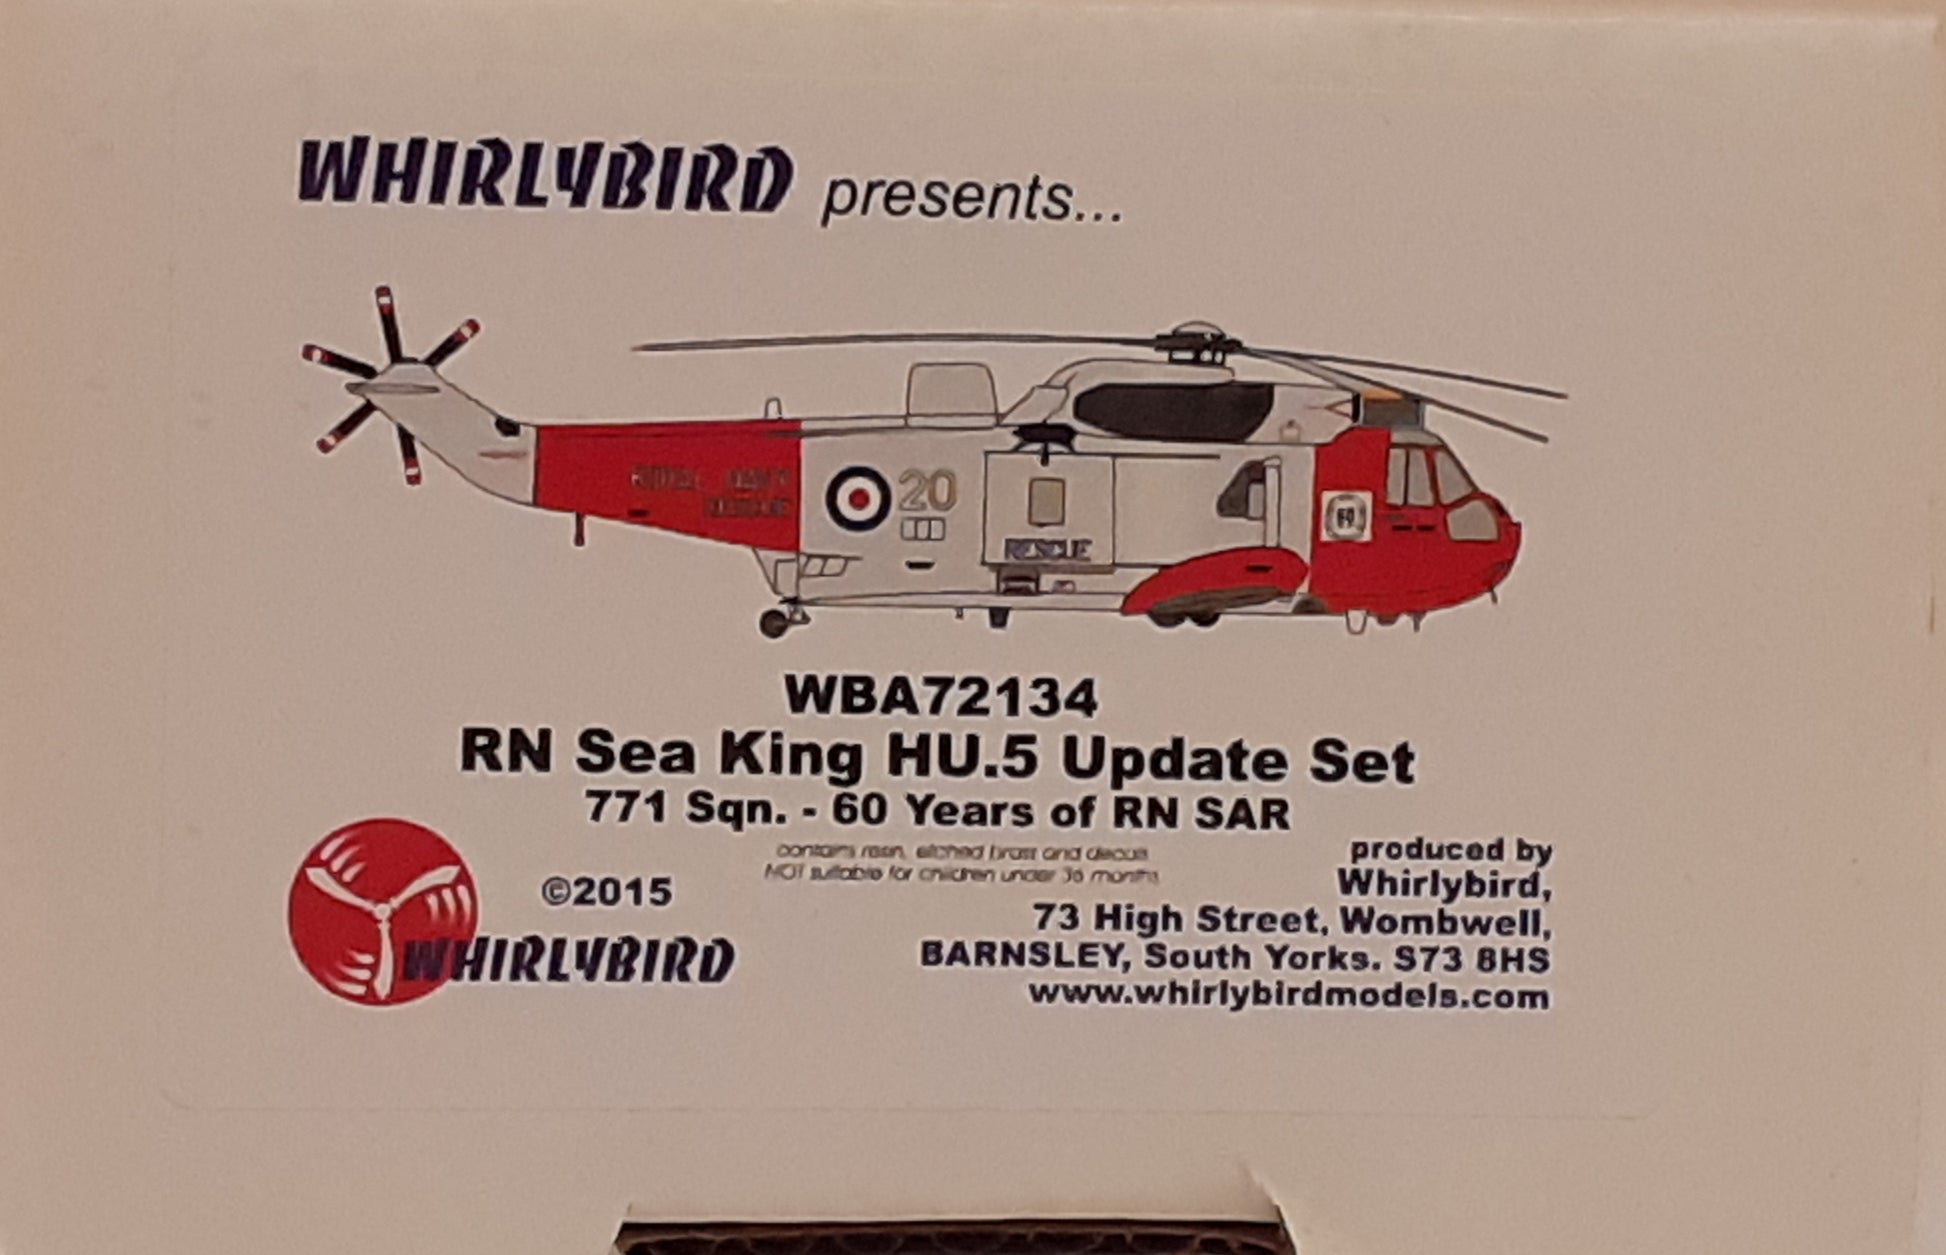 WHIRLYBIRD presents...
20
RESCUE
WBA72134
RN Sea King HU.5 Update Set
771 Sqn. - 60 Years of RN SAR
contains resin, etched brass and decals
NOT suitable for children under 36 months
©2015
WHIRLYBIRD
produced by
Whirlybird,
73 High Street, Wombwell,
BARNSLEY, South Yorks. S73 8HS
www.whirlybirdmodels.com